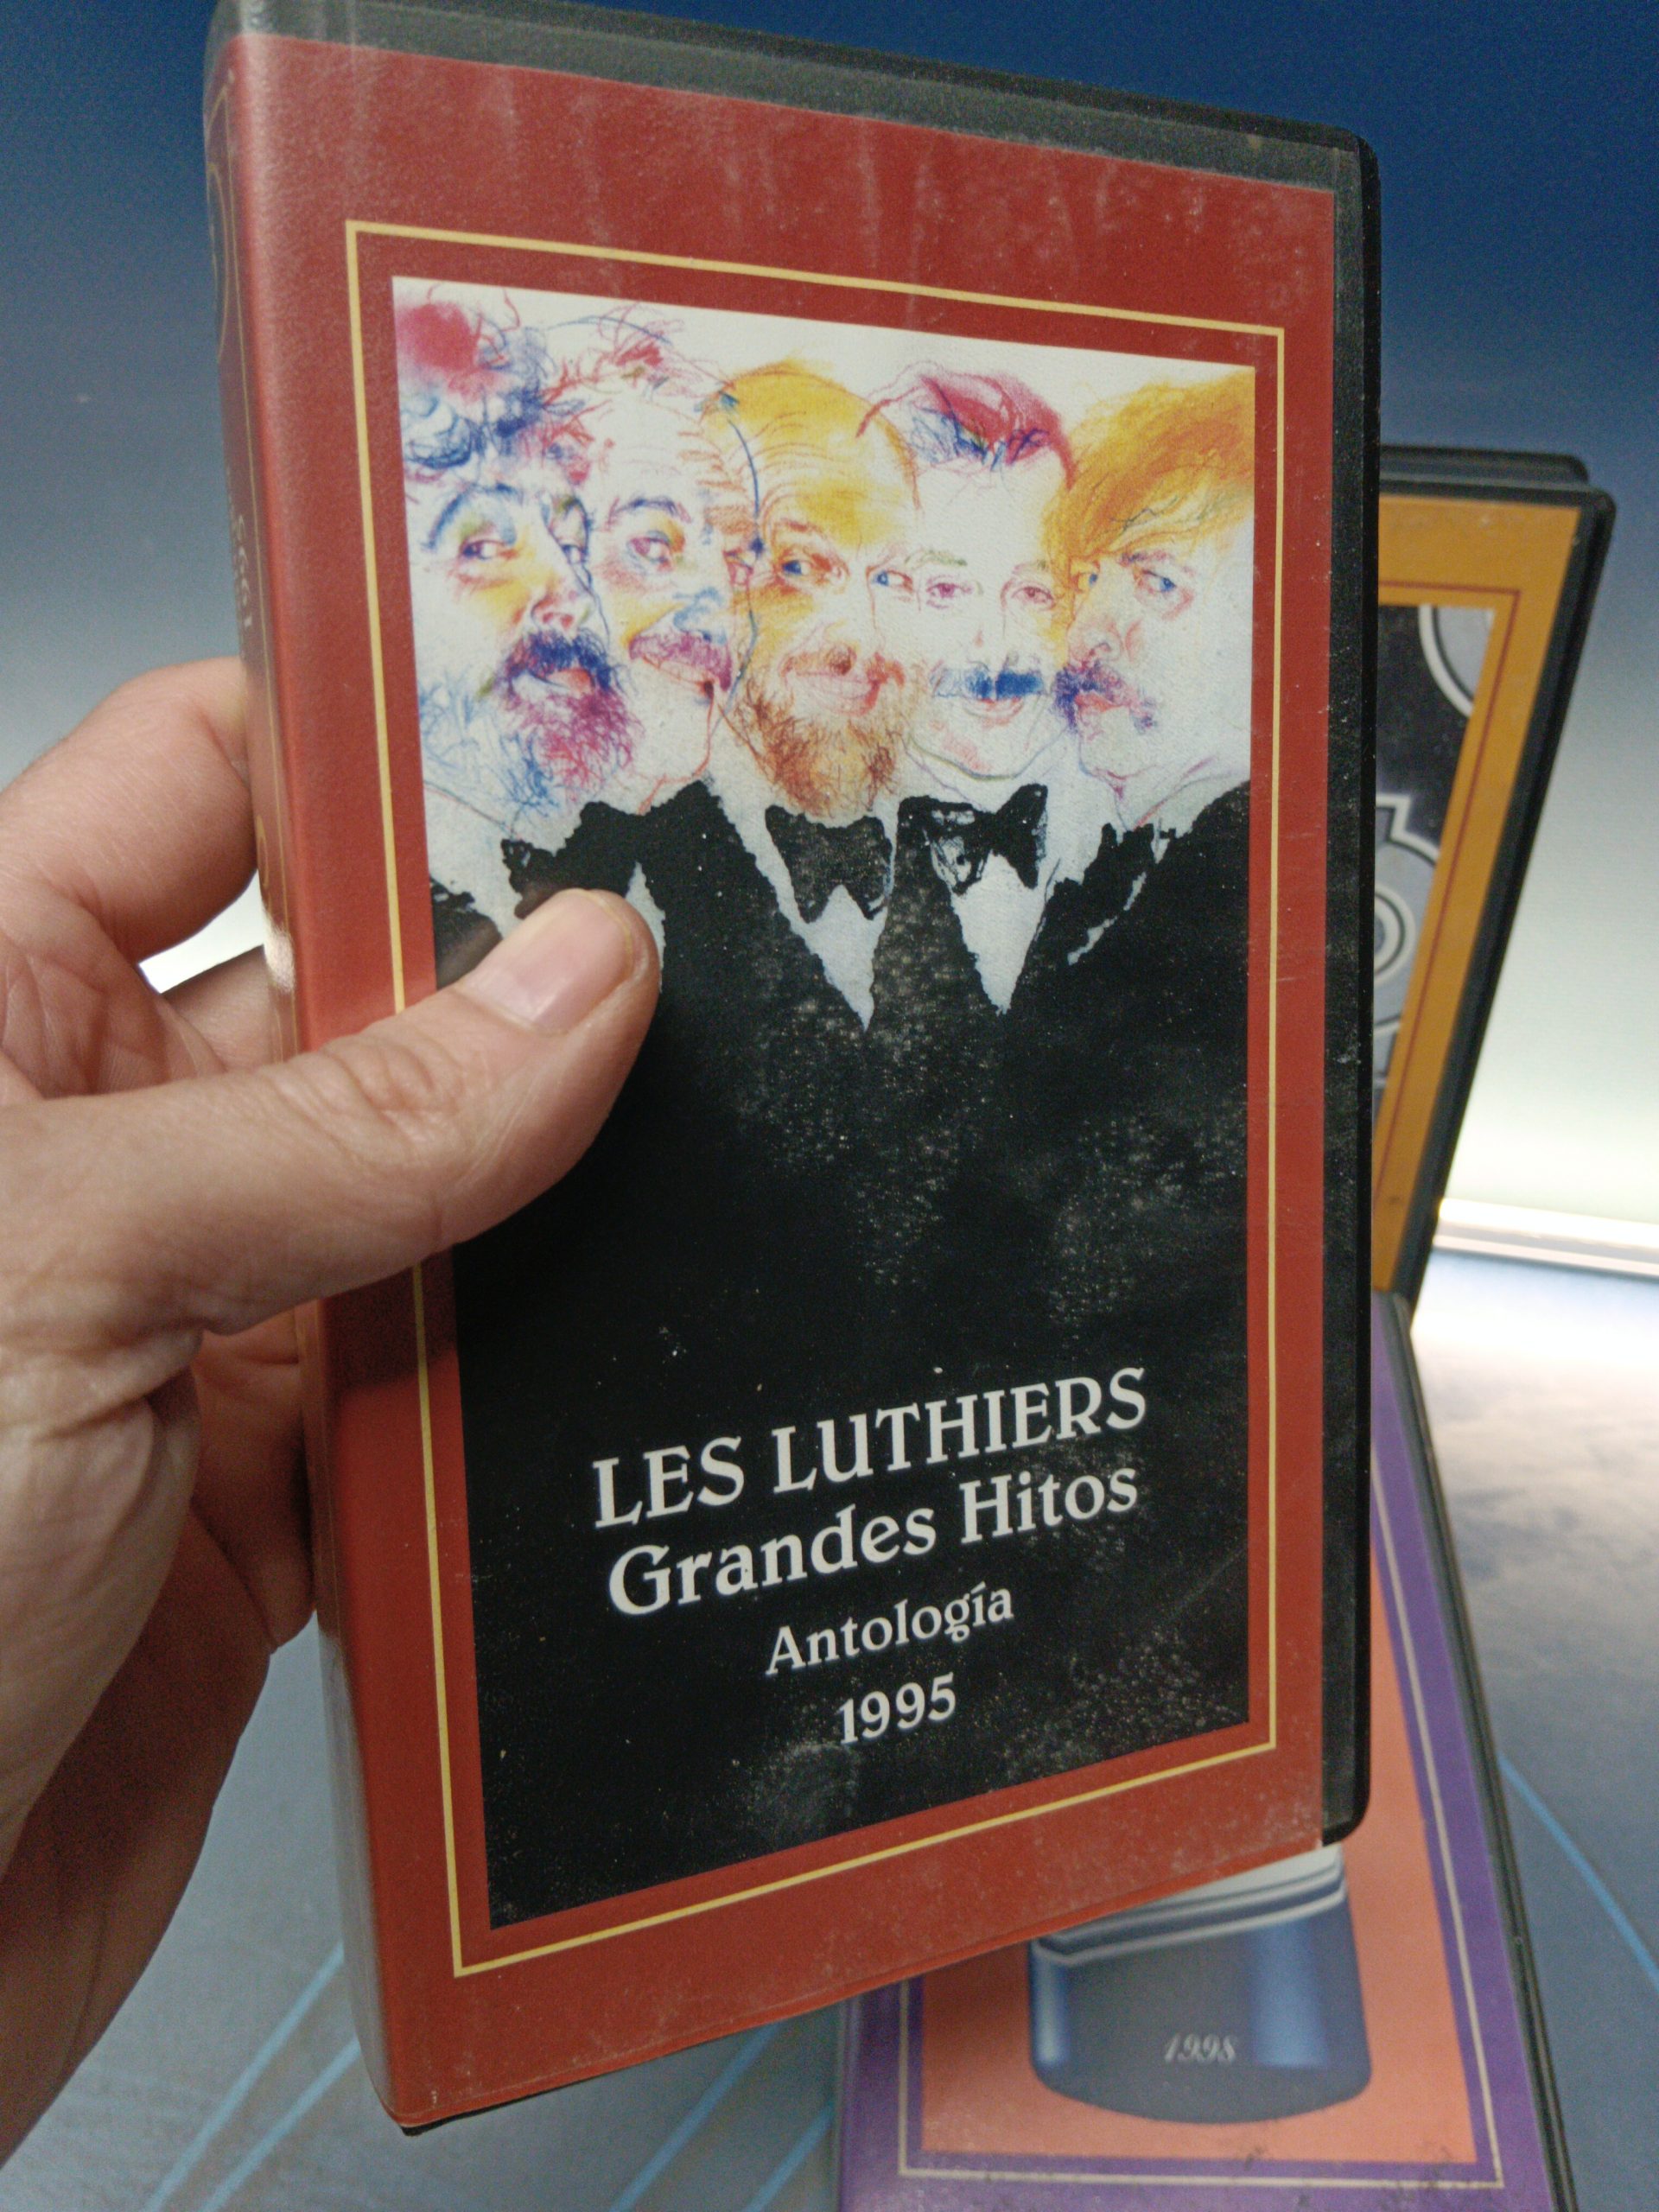 LES LUTHIERS
Grandes Hitos
Antología
1995
1998